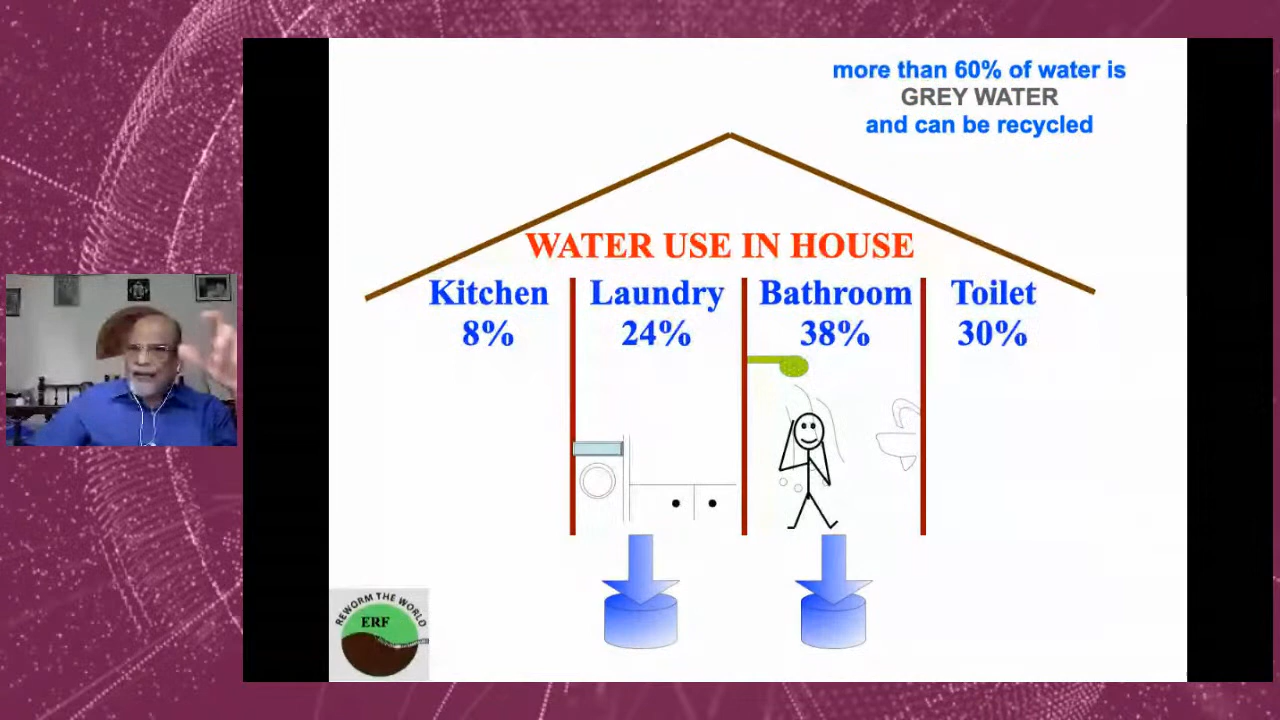 more than 60% of water is
GREY WATER
and can be recycled
WATER USE IN HOUSE
Kitchen
8%
Laundry
24%
Bathroom
38%
Toilet
30%
REWORM THE WORLD
ERF